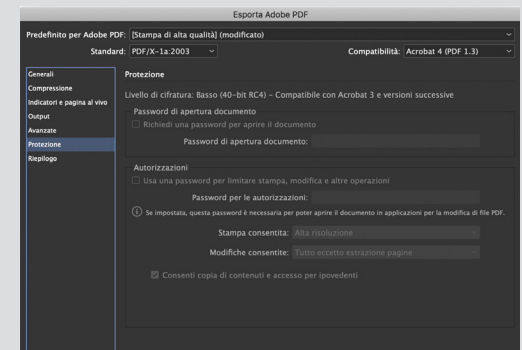 Esporta Adobe PDF
Predefinito per Adobe PDF: [Stampa di alta qualità] (modificato)
Standard: PDF/X-1a:2003 Compatibilità: Acrobat 4 (PDF 1.3)
Generali
Compressione
Indicatori e pagina al vivo
Output
Avanzate
Protezione
Riepilogo
Protezione
Livello di cifratura: Basso (40-bit RC4) – Compatibile con Acrobat 3 e versioni successive
Password di apertura documento
Richiedi una password per aprire il documento
Password di apertura documento:
Autorizzazioni
Usa una password per limitare stampa, modifica e altre operazioni
Password per le autorizzazioni:
Se impostata, questa password è necessaria per poter aprire il documento in applicazioni per la modifica di file PDF.
Stampa consentita: Alta risoluzione
Modifiche consentite: Tutto eccetto estrazione pagine
Consenti copia di contenuti e accesso per ipovedenti